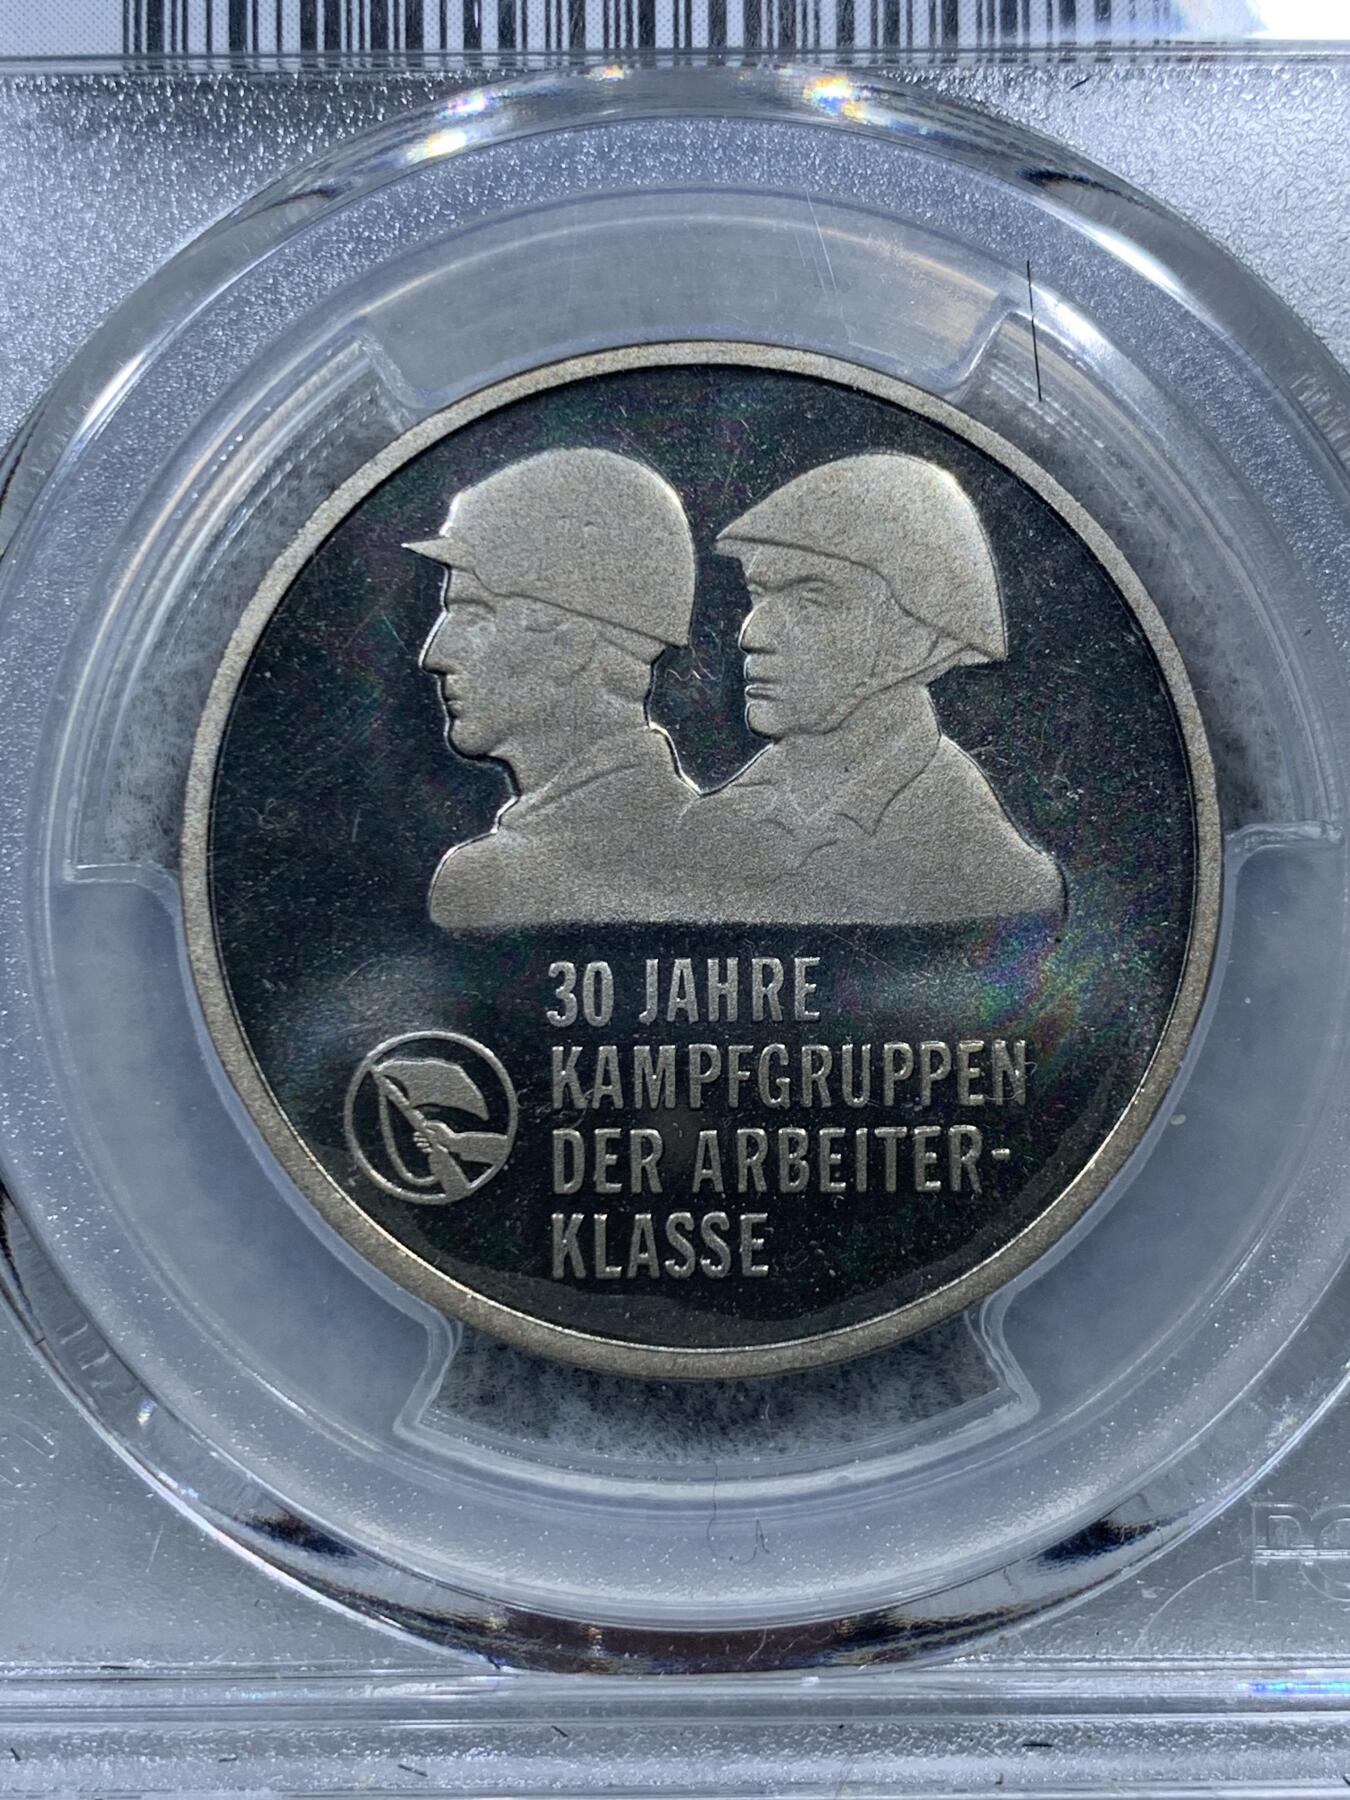 30 JAHRE
KAMPFGRUPPEN
DER ARBEITER-
KLASSE